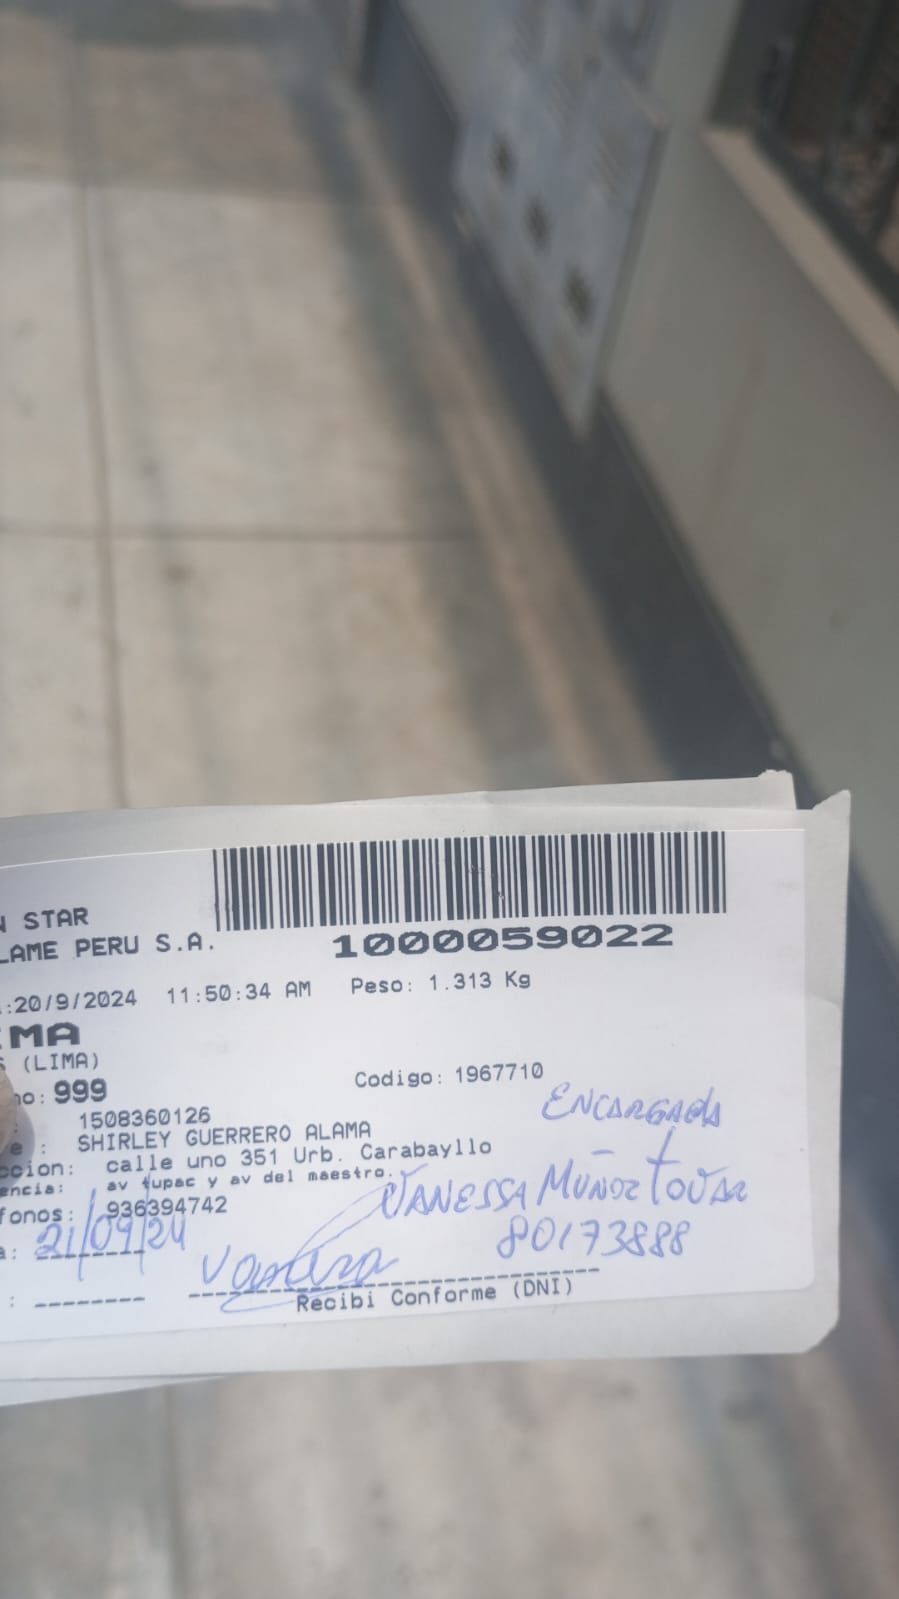 STAR
LAME PERU S.A.
1000059022
:20/9/2024 11:50:34 AM Peso: 1.313 Kg
MA
(LIMA)
no: 999 Codigo: 1967710
1508360126
ENCARGADA
e : SHIRLEY GUERRERO ALAMA
ccion: calle uno 351 Urb. Carabayllo
encia: av tupac y av del maestro.
VANESSA MUÑOZ TOVAR
fonos: 936394742
80173888
a: 21/09/24
Vanessa
: --------
Recibi Conforme (DNI)